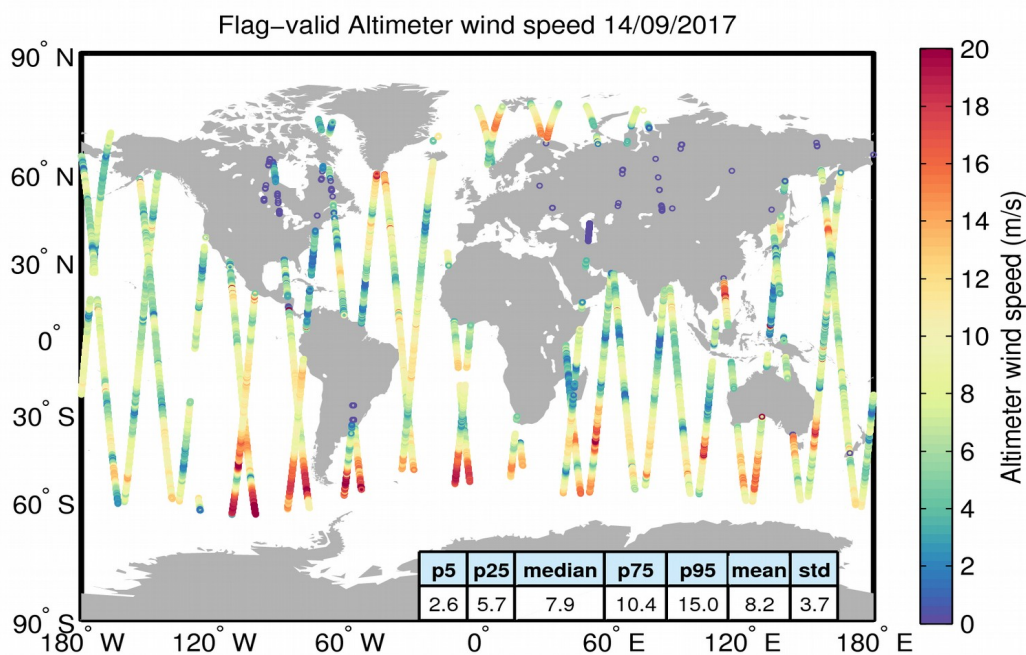 Flag−valid Altimeter wind speed 14/09/2017
90° N
60° N
30° N
0°
30° S
60° S
90° S
180° W
120° W
60° W
0°
60° E
120° E
180° E
p5 p25 median p75 p95 mean std
2.6 5.7 7.9 10.4 15.0 8.2 3.7
20
18
16
14
12
10
8
6
4
2
0
Altimeter wind speed (m/s)